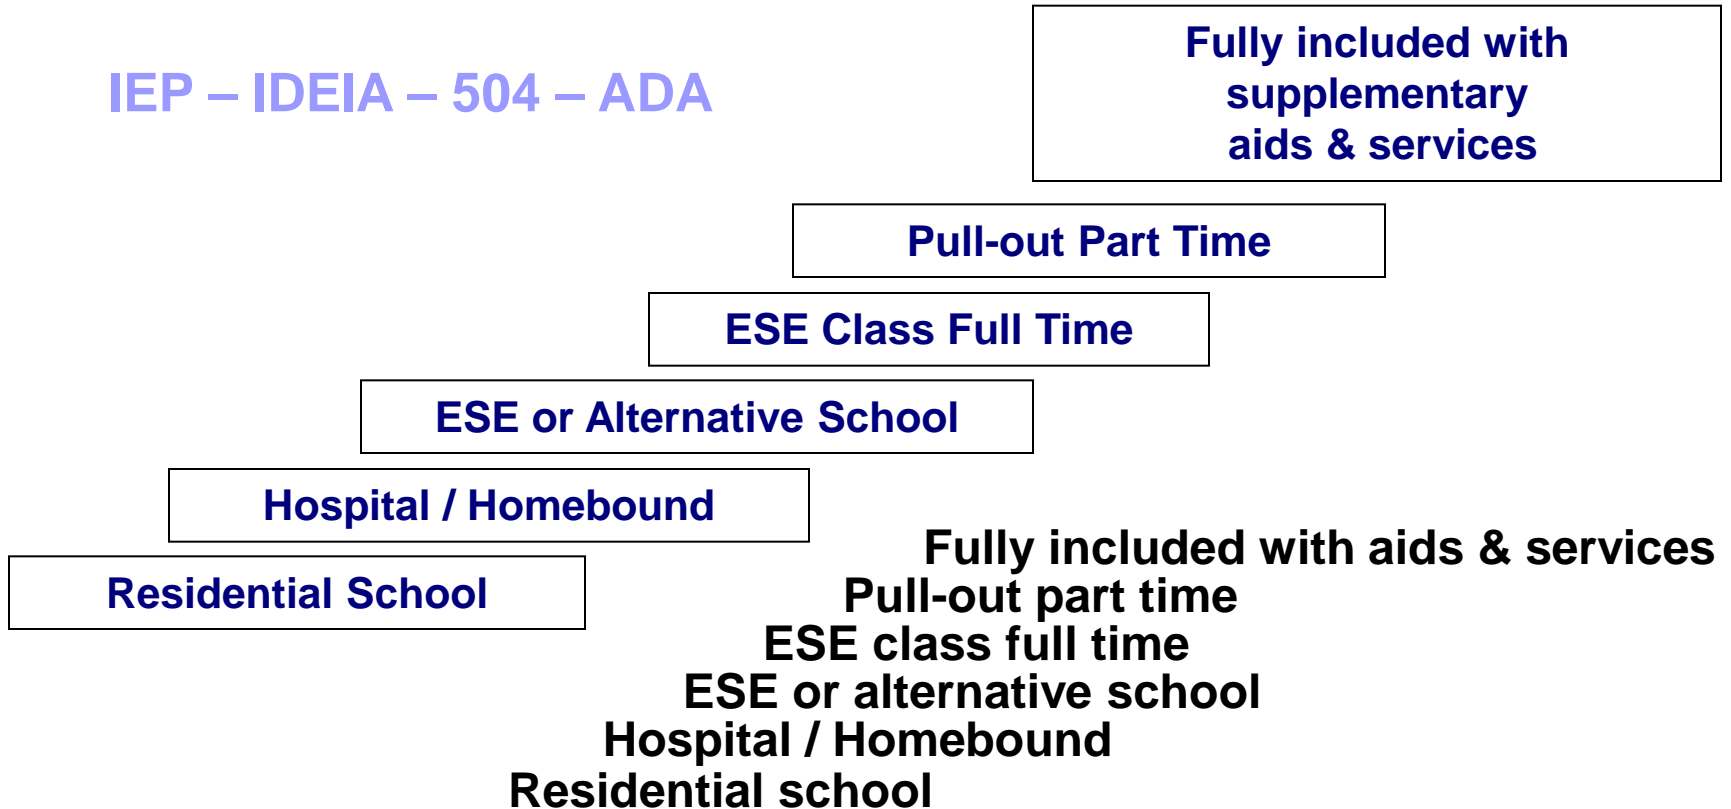 IEP – IDEIA – 504 – ADA
Fully included with
supplementary
aids & services
Pull-out Part Time
ESE Class Full Time
ESE or Alternative School
Hospital / Homebound
Residential School
Fully included with aids & services
Pull-out part time
ESE class full time
ESE or alternative school
Hospital / Homebound
Residential school